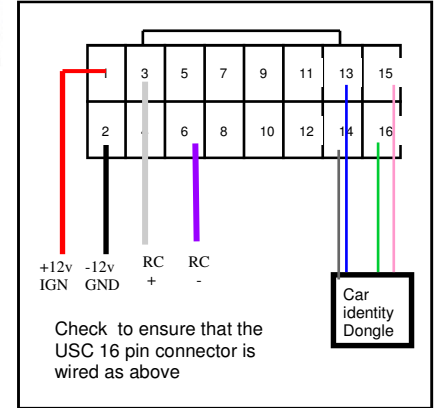 1 3 5 7 9 11 13 15
2 4 6 8 10 12 14 16
+12v -12v RC RC
IGN GND + -
Car
identity
Dongle
Check to ensure that the
USC 16 pin connector is
wired as above